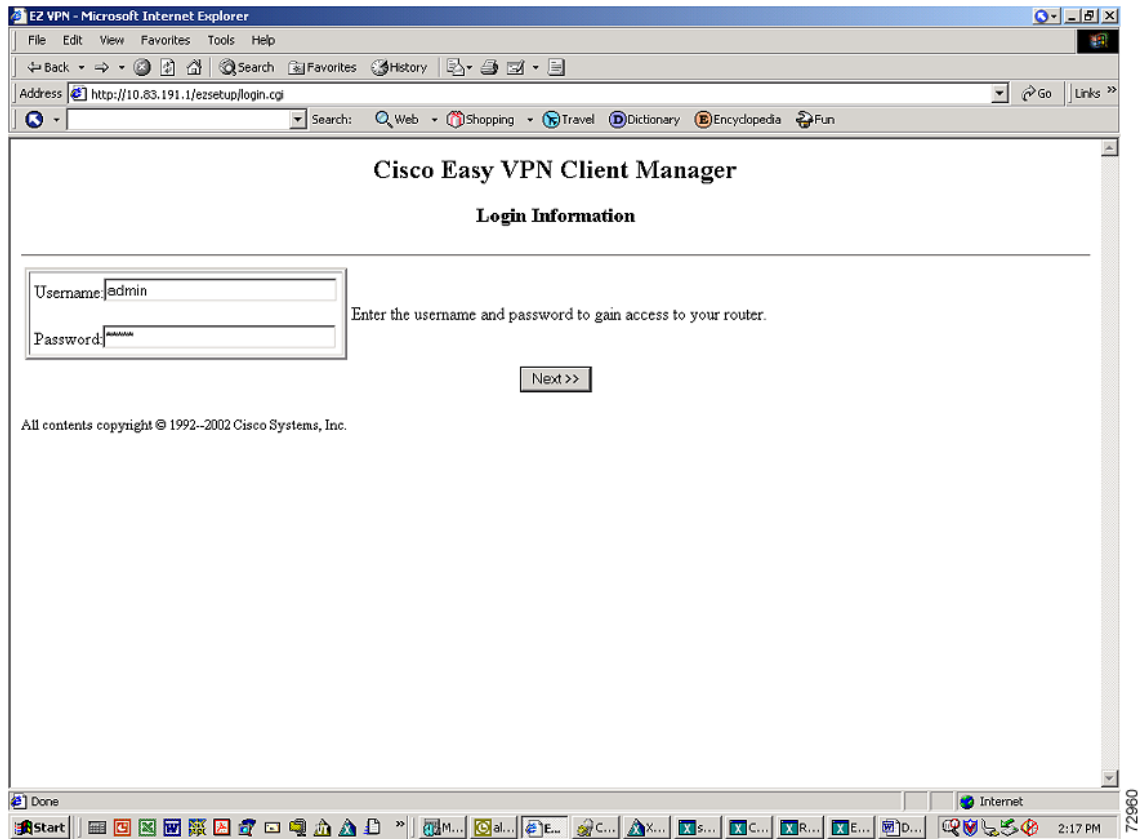 EZ VPN - Microsoft Internet Explorer
File Edit View Favorites Tools Help
Back Search Favorites History
Address http://10.83.191.1/ezsetup/login.cgi Go Links »
Search: Web Shopping Travel Dictionary Encyclopedia Fun
Cisco Easy VPN Client Manager
Login Information
Username: admin
Enter the username and password to gain access to your router.
Password: *****
Next >>
All contents copyright © 1992--2002 Cisco Systems, Inc.
Done Internet
Start » M... al... E... C... X... s... C... R... E... D... 2:17 PM
72960